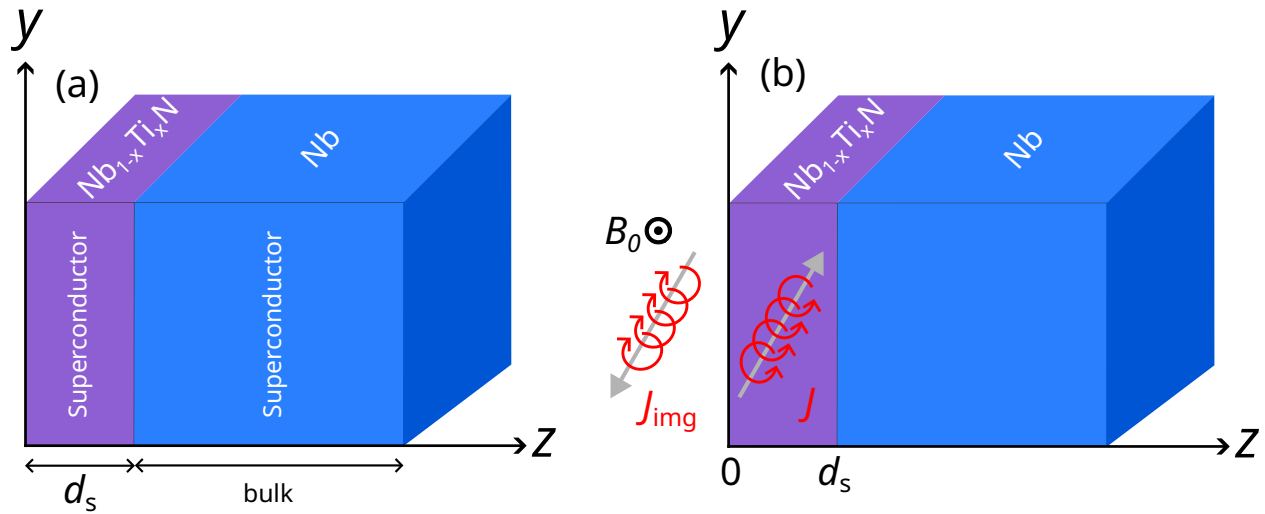 y
(a)
Nb1-xTixN
Nb
Superconductor
Superconductor
z
ds
bulk
y
(b)
Nb1-xTixN
Nb
B0
Jimg
J
z
0
ds